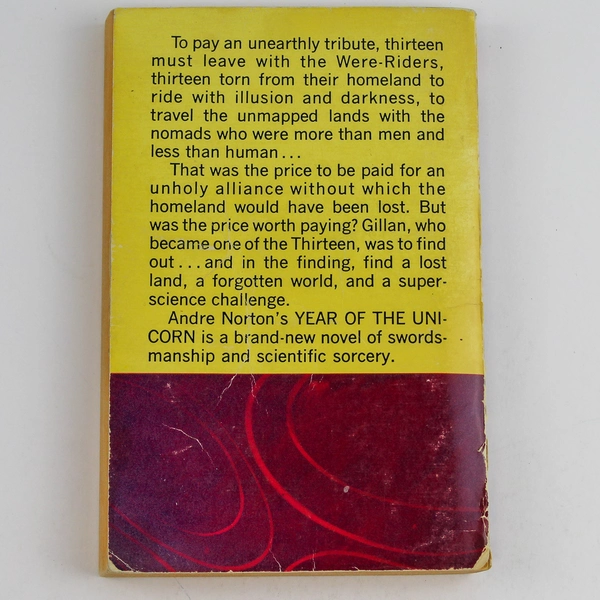 To pay an unearthly tribute, thirteen
must leave with the Were-Riders,
thirteen torn from their homeland to
ride with illusion and darkness, to
travel the unmapped lands with the
nomads who were more than men and
less than human...
That was the price to be paid for an
unholy alliance without which the
homeland would have been lost. But
was the price worth paying? Gillan, who
became one of the Thirteen, was to find
out...and in the finding, find a lost
land, a forgotten world, and a super-
science challenge.
Andre Norton's YEAR OF THE UNI-
CORN is a brand-new novel of swords-
manship and scientific sorcery.